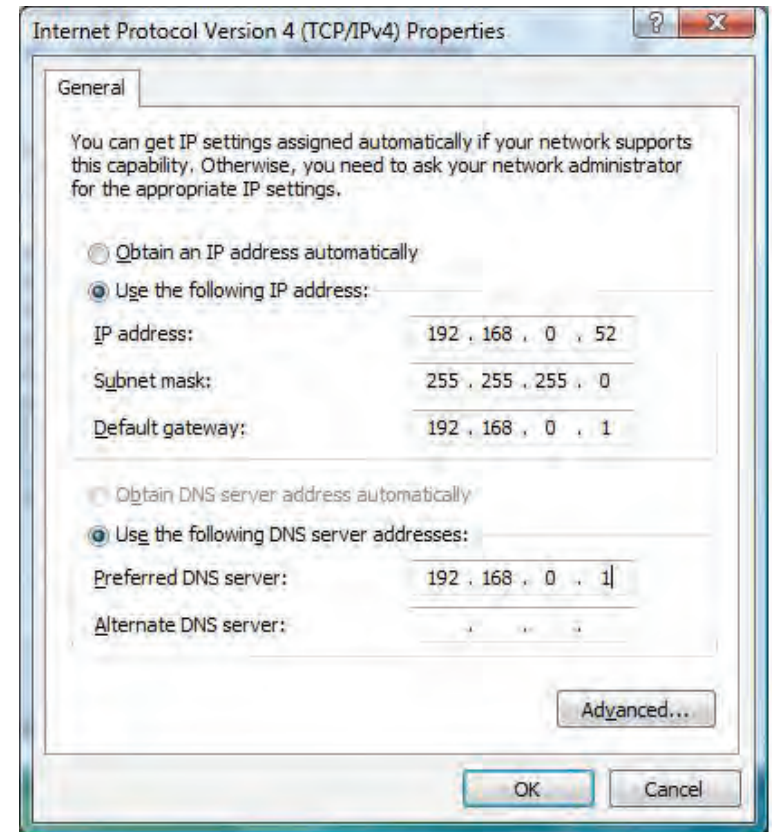 Internet Protocol Version 4 (TCP/IPv4) Properties
General
You can get IP settings assigned automatically if your network supports
this capability. Otherwise, you need to ask your network administrator
for the appropriate IP settings.
Obtain an IP address automatically
Use the following IP address:
IP address: 192 . 168 . 0 . 52
Subnet mask: 255 . 255 . 255 . 0
Default gateway: 192 . 168 . 0 . 1
Obtain DNS server address automatically
Use the following DNS server addresses:
Preferred DNS server: 192 . 168 . 0 . 1
Alternate DNS server: . . .
Advanced...
OK Cancel